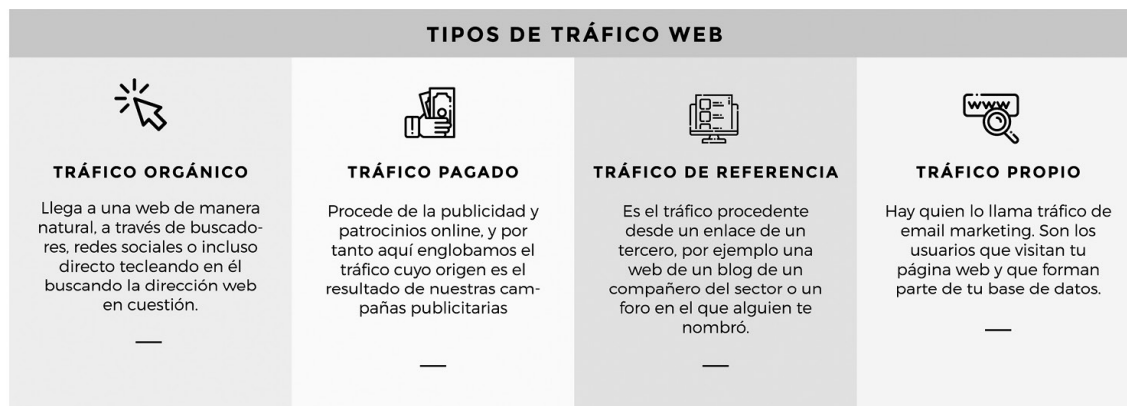 TIPOS DE TRÁFICO WEB
TRÁFICO ORGÁNICO
Llega a una web de manera
natural, a través de buscado-
res, redes sociales o incluso
directo tecleando en él
buscando la dirección web
en cuestión.
TRÁFICO PAGADO
Procede de la publicidad y
patrocinios online, y por
tanto aquí englobamos el
tráfico cuyo origen es el
resultado de nuestras cam-
pañas publicitarias
TRÁFICO DE REFERENCIA
Es el tráfico procedente
desde un enlace de un
tercero, por ejemplo una
web de un blog de un
compañero del sector o un
foro en el que alguien te
nombró.
WWW
TRÁFICO PROPIO
Hay quien lo llama tráfico de
email marketing. Son los
usuarios que visitan tu
página web y que forman
parte de tu base de datos.